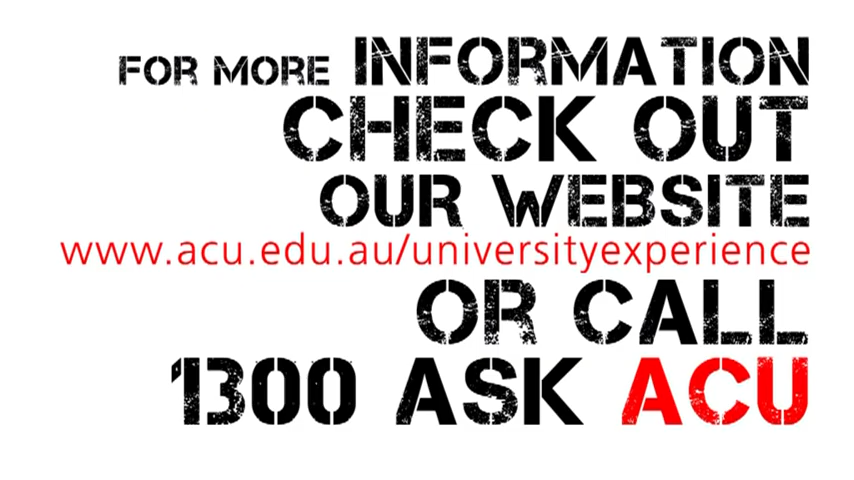 FOR MORE INFORMATION
CHECK OUT
OUR WEBSITE
www.acu.edu.au/universityexperience
OR CALL
1300 ASK ACU